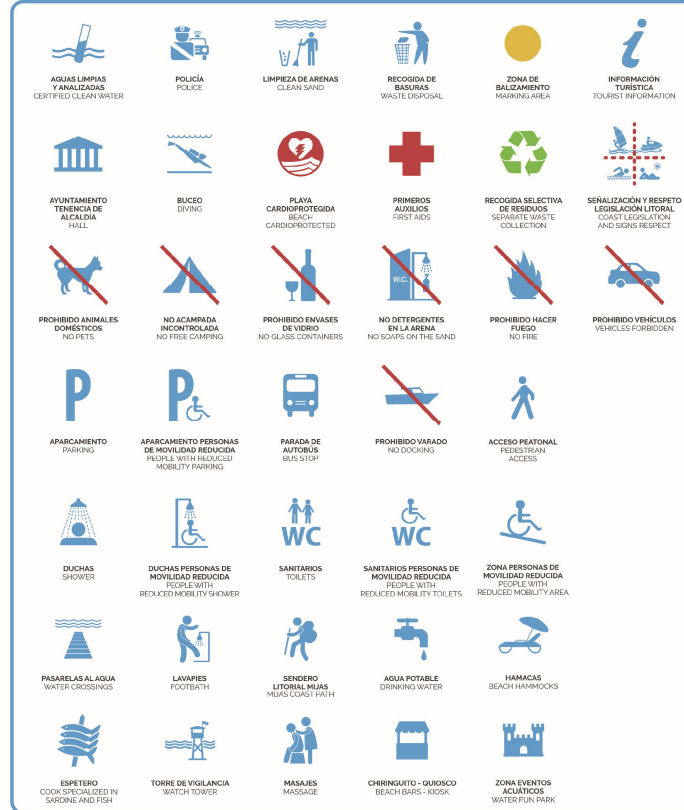 AGUAS LIMPIAS
Y ANALIZADAS
CERTIFIED CLEAN WATER
POLICÍA
POLICE
LIMPIEZA DE ARENAS
CLEAN SAND
RECOGIDA DE
BASURAS
WASTE DISPOSAL
ZONA DE
BALIZAMIENTO
MARKING AREA
i
INFORMACIÓN
TURÍSTICA
TOURIST INFORMATION
AYUNTAMIENTO
TENENCIA DE
ALCALDÍA
HALL
BUCEO
DIVING
PLAYA
CARDIOPROTEGIDA
BEACH
CARDIOPROTECTED
PRIMEROS
AUXILIOS
FIRST AIDS
RECOGIDA SELECTIVA
DE RESIDUOS
SEPARATE WASTE
COLLECTION
SEÑALIZACIÓN Y RESPETO
LEGISLACIÓN LITORAL
COAST LEGISLATION
AND SIGNS RESPECT
PROHIBIDO ANIMALES
DOMÉSTICOS
NO PETS
NO ACAMPADA
INCONTROLADA
NO FREE CAMPING
PROHIBIDO ENVASES
DE VIDRIO
NO GLASS CONTAINERS
W.C.
NO DETERGENTES
EN LA ARENA
NO SOAPS ON THE SAND
PROHIBIDO HACER
FUEGO
NO FIRE
PROHIBIDO VEHÍCULOS
VEHICLES FORBIDDEN
P
APARCAMIENTO
PARKING
P
APARCAMIENTO PERSONAS
DE MOVILIDAD REDUCIDA
PEOPLE WITH REDUCED
MOBILITY PARKING
PARADA DE
AUTOBÚS
BUS STOP
PROHIBIDO VARADO
NO DOCKING
ACCESO PEATONAL
PEDESTRIAN
ACCESS
DUCHAS
SHOWER
DUCHAS PERSONAS DE
MOVILIDAD REDUCIDA
PEOPLE WITH
REDUCED MOBILITY SHOWER
WC
SANITARIOS
TOILETS
WC
SANITARIOS PERSONAS DE
MOVILIDAD REDUCIDA
PEOPLE WITH
REDUCED MOBILITY TOILETS
ZONA PERSONAS DE
MOVILIDAD REDUCIDA
PEOPLE WITH
REDUCED MOBILITY AREA
PASARELAS AL AGUA
WATER CROSSINGS
LAVAPIES
FOOTBATH
SENDERO
LITORIAL MIJAS
MIJAS COAST PATH
AGUA POTABLE
DRINKING WATER
HAMACAS
BEACH HAMMOCKS
ESPETERO
COOK SPECIALIZED IN
SARDINE AND FISH
TORRE DE VIGILANCIA
WATCH TOWER
MASAJES
MASSAGE
CHIRINGUITO - QUIOSCO
BEACH BARS - KIOSK
ZONA EVENTOS
ACUÁTICOS
WATER FUN PARK